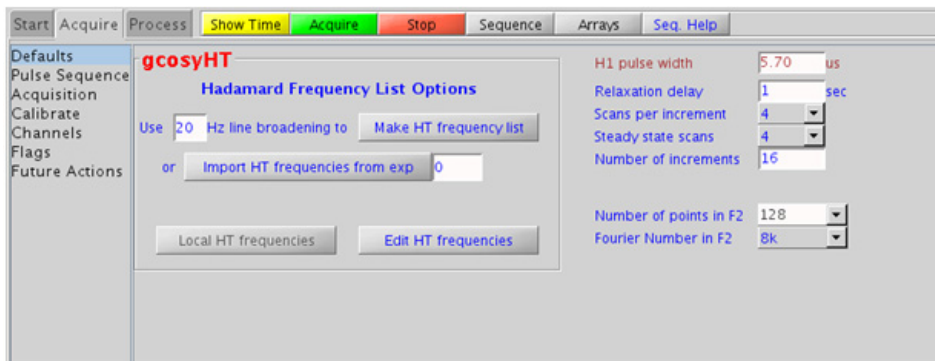 Start Acquire Process Show Time Acquire Stop Sequence Arrays Seq. Help
Defaults
Pulse Sequence
Acquisition
Calibrate
Channels
Flags
Future Actions
gcosyHT
Hadamard Frequency List Options
Use 20 Hz line broadening to Make HT frequency list
or Import HT frequencies from exp 0
Local HT frequencies Edit HT frequencies
H1 pulse width 5.70 us
Relaxation delay 1 sec
Scans per increment 4
Steady state scans 4
Number of increments 16
Number of points in F2 128
Fourier Number in F2 8k